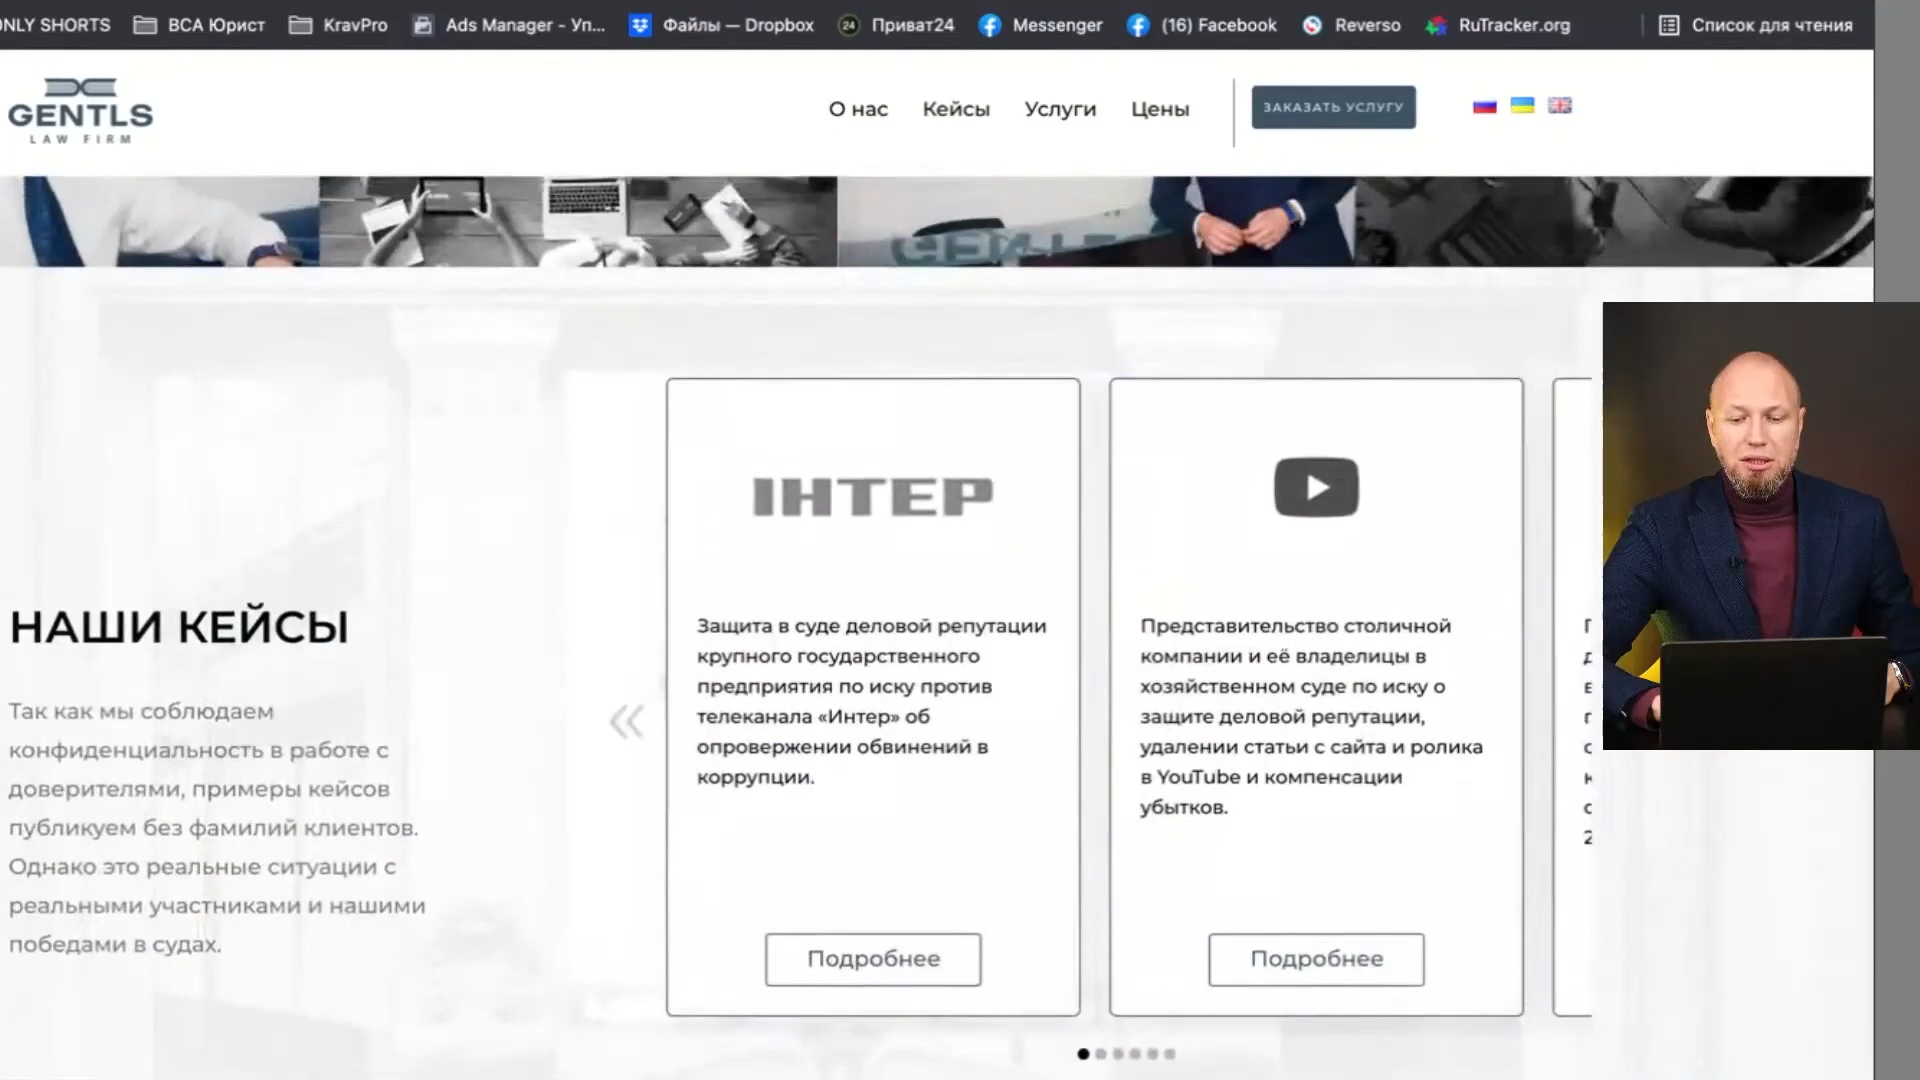 ONLY SHORTS
ВСА Юрист
KravPro
Ads Manager - Уп...
Файлы — Dropbox
24
Приват24
Messenger
(16) Facebook
Reverso
RuTracker.org
Список для чтения
GENTLS
LAW FIRM
О нас
Кейсы
Услуги
Цены
ЗАКАЗАТЬ УСЛУГУ
НАШИ КЕЙСЫ
Так как мы соблюдаем
конфиденциальность в работе с
доверителями, примеры кейсов
публикуем без фамилий клиентов.
Однако это реальные ситуации с
реальными участниками и нашими
победами в судах.
ІНТЕР
Защита в суде деловой репутации
крупного государственного
предприятия по иску против
телеканала «Интер» об
опровержении обвинений в
коррупции.
Подробнее
Представительство столичной
компании и её владелицы в
хозяйственном суде по иску о
защите деловой репутации,
удалении статьи с сайта и ролика
в YouTube и компенсации
убытков.
Подробнее